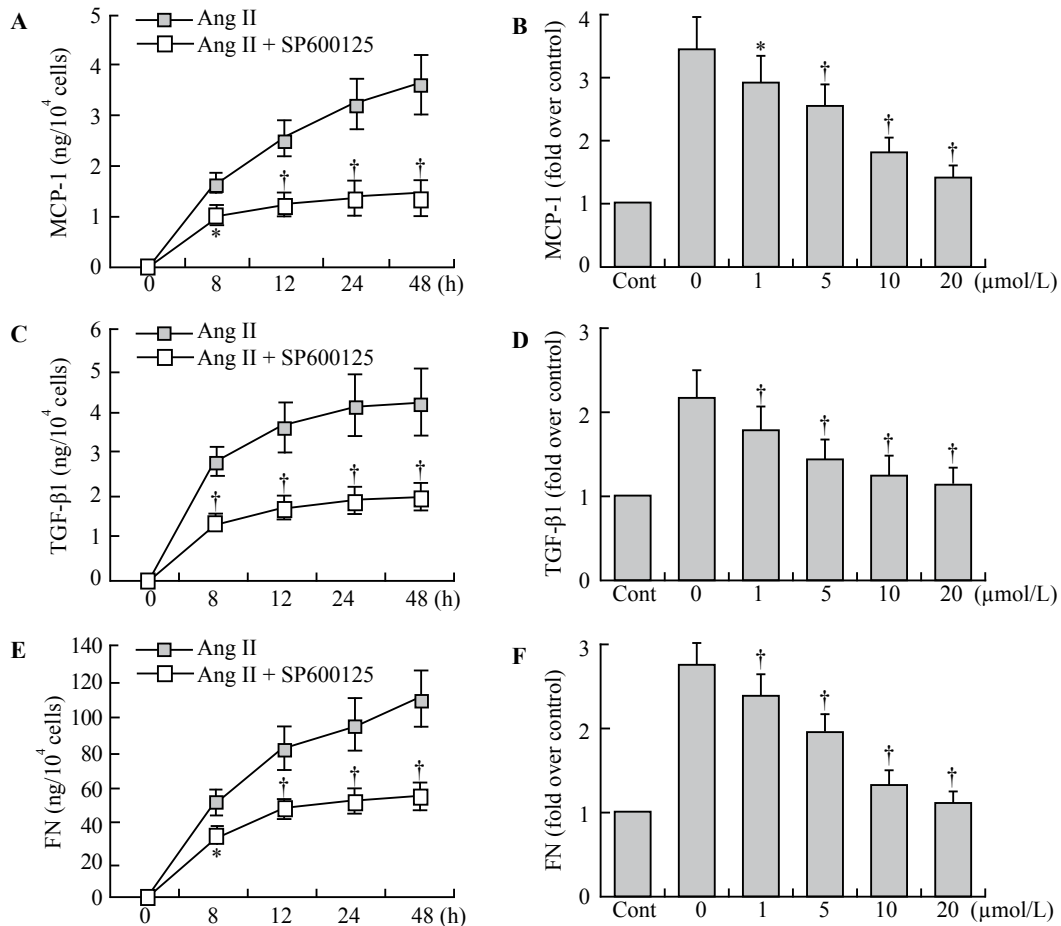 A
Ang II
Ang II + SP600125
MCP-1 (ng/10⁴ cells)
5
4
3
2
1
0
0 8 12 24 48 (h)
B
MCP-1 (fold over control)
4
3
2
1
0
*
†
†
†
Cont 0 1 5 10 20 (µmol/L)
†
†
†
*
C
Ang II
Ang II + SP600125
TGF-β1 (ng/10⁴ cells)
6
5
4
3
2
1
0
†
†
†
†
0 8 12 24 48 (h)
D
TGF-β1 (fold over control)
3
2
1
0
†
†
†
†
Cont 0 1 5 10 20 (µmol/L)
E
Ang II
Ang II + SP600125
FN (ng/10⁴ cells)
140
120
100
80
60
40
20
0
†
†
†
*
0 8 12 24 48 (h)
F
FN (fold over control)
3
2
1
0
†
†
†
†
Cont 0 1 5 10 20 (µmol/L)